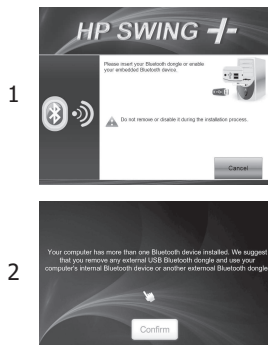 HP SWING +/-
1
Please insert your Bluetooth dongle or enable
your embedded Bluetooth device.
Do not remove or disable it during the installation process.
Cancel
2
Your computer has more than one Bluetooth device installed. We suggest
that you remove any external USB Bluetooth dongle and use your
computer's internal Bluetooth device or another externoal Bluetooth dongle
Confirm